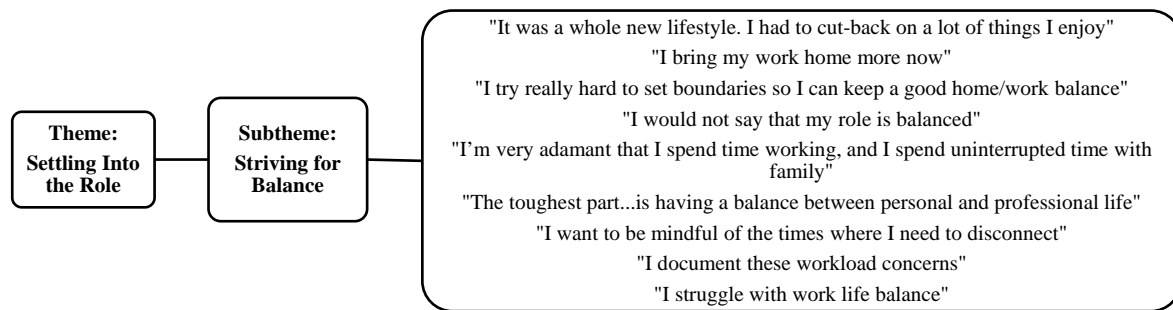 Theme:
Settling Into
the Role
Subtheme:
Striving for
Balance
"It was a whole new lifestyle. I had to cut-back on a lot of things I enjoy"
"I bring my work home more now"
"I try really hard to set boundaries so I can keep a good home/work balance"
"I would not say that my role is balanced"
"I’m very adamant that I spend time working, and I spend uninterrupted time with
family"
"The toughest part...is having a balance between personal and professional life"
"I want to be mindful of the times where I need to disconnect"
"I document these workload concerns"
"I struggle with work life balance"